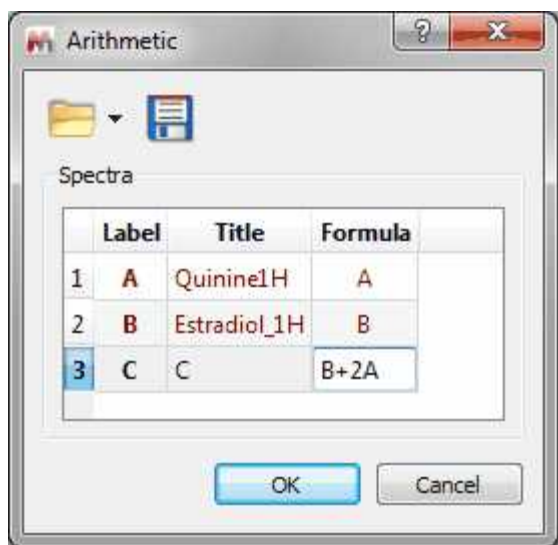 Arithmetic
Spectra
Label Title Formula
1 A Quinine1H A
2 B Estradiol_1H B
3 C C B+2A
OK Cancel